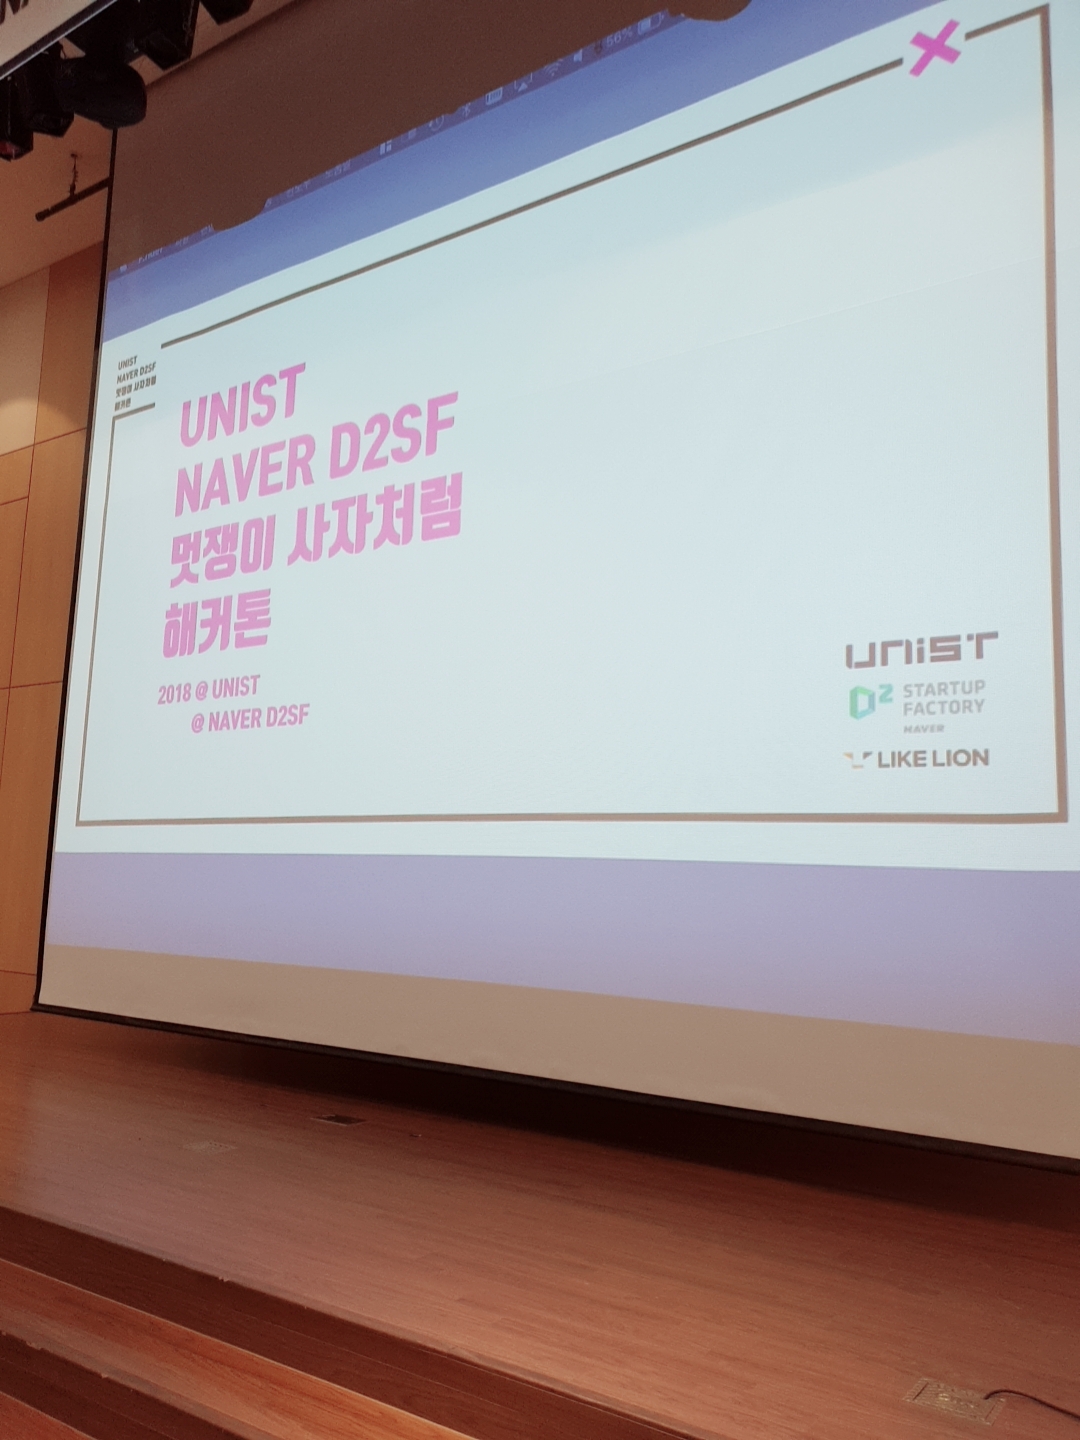 56%
UNIST
NAVER D2SF
멋쟁이 사자처럼
해커톤
UNIST
NAVER D2SF
멋쟁이 사자처럼
해커톤
2018 @ UNIST
@ NAVER D2SF
UNIST
D2 STARTUP
FACTORY
NAVER
LIKE LION